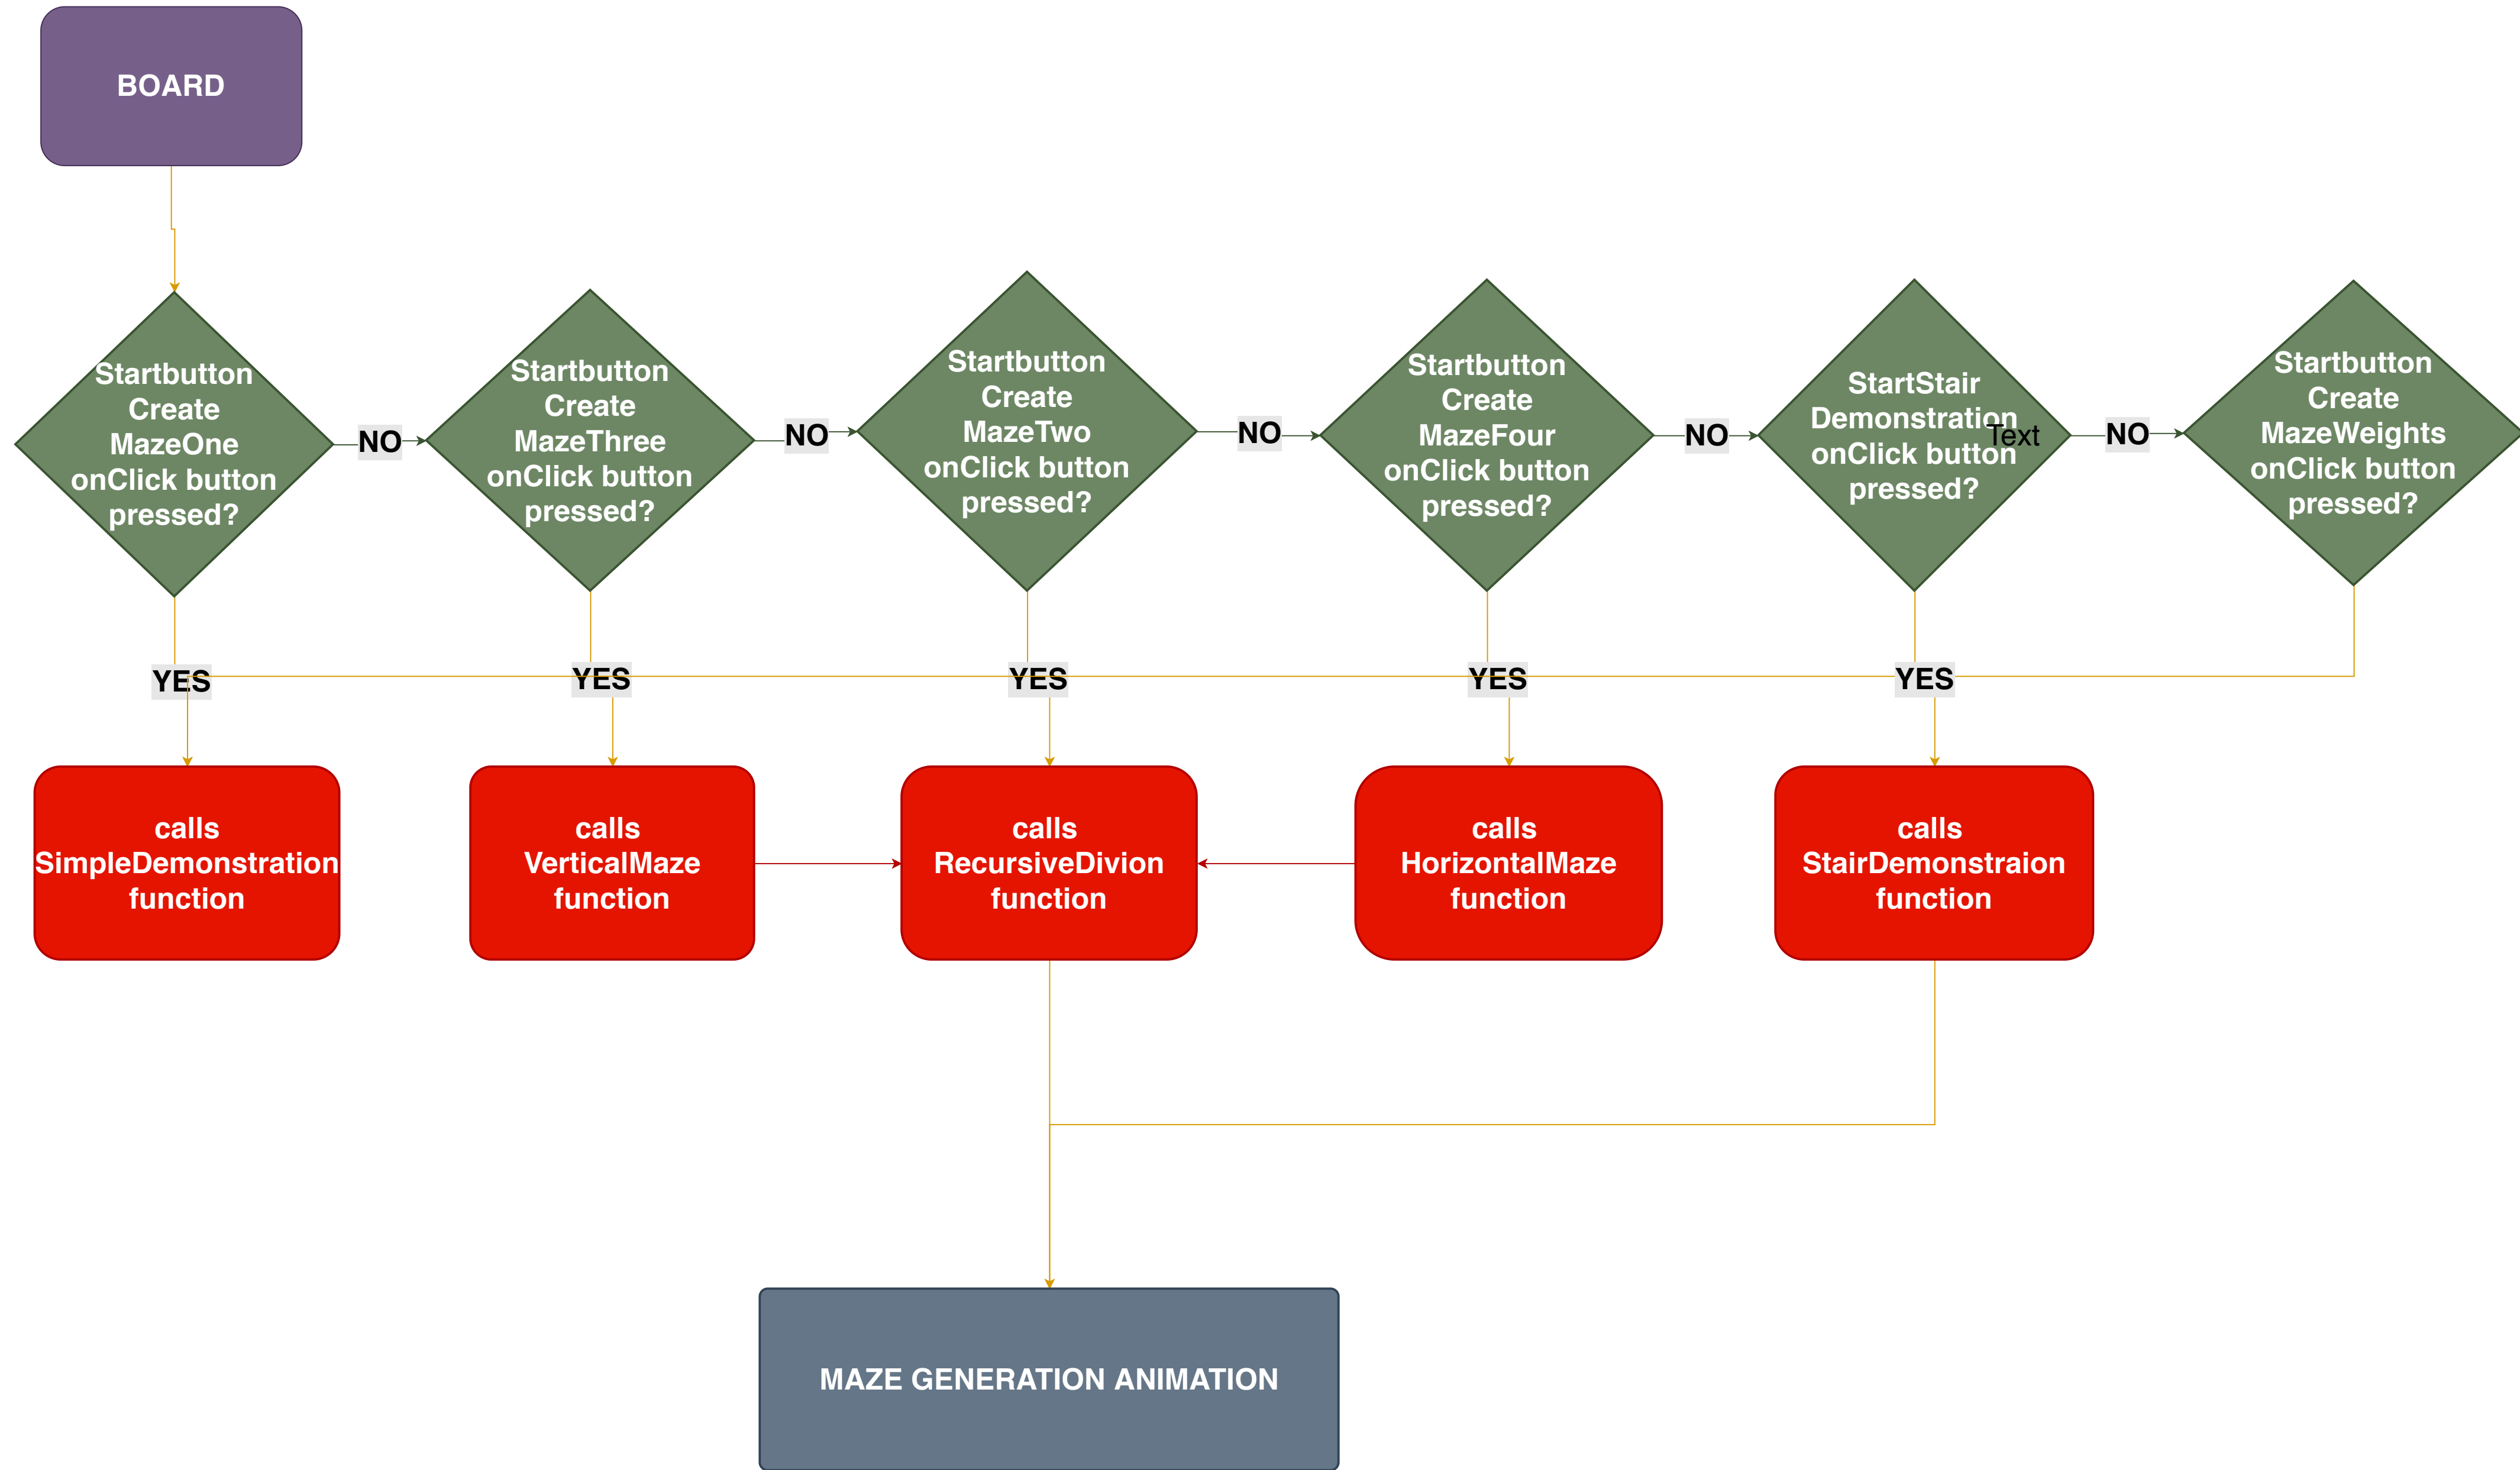 BOARD
Startbutton
Create
MazeOne
onClick button
pressed?
NO
Startbutton
Create
MazeThree
onClick button
pressed?
NO
Startbutton
Create
MazeTwo
onClick button
pressed?
NO
Startbutton
Create
MazeFour
onClick button
pressed?
NO
StartStair
Demonstration
onClick button
pressed?
Text
NO
Startbutton
Create
MazeWeights
onClick button
pressed?
YES
YES
YES
YES
YES
calls
SimpleDemonstration
function
calls
VerticalMaze
function
calls
RecursiveDivion
function
calls
HorizontalMaze
function
calls
StairDemonstraion
function
MAZE GENERATION ANIMATION